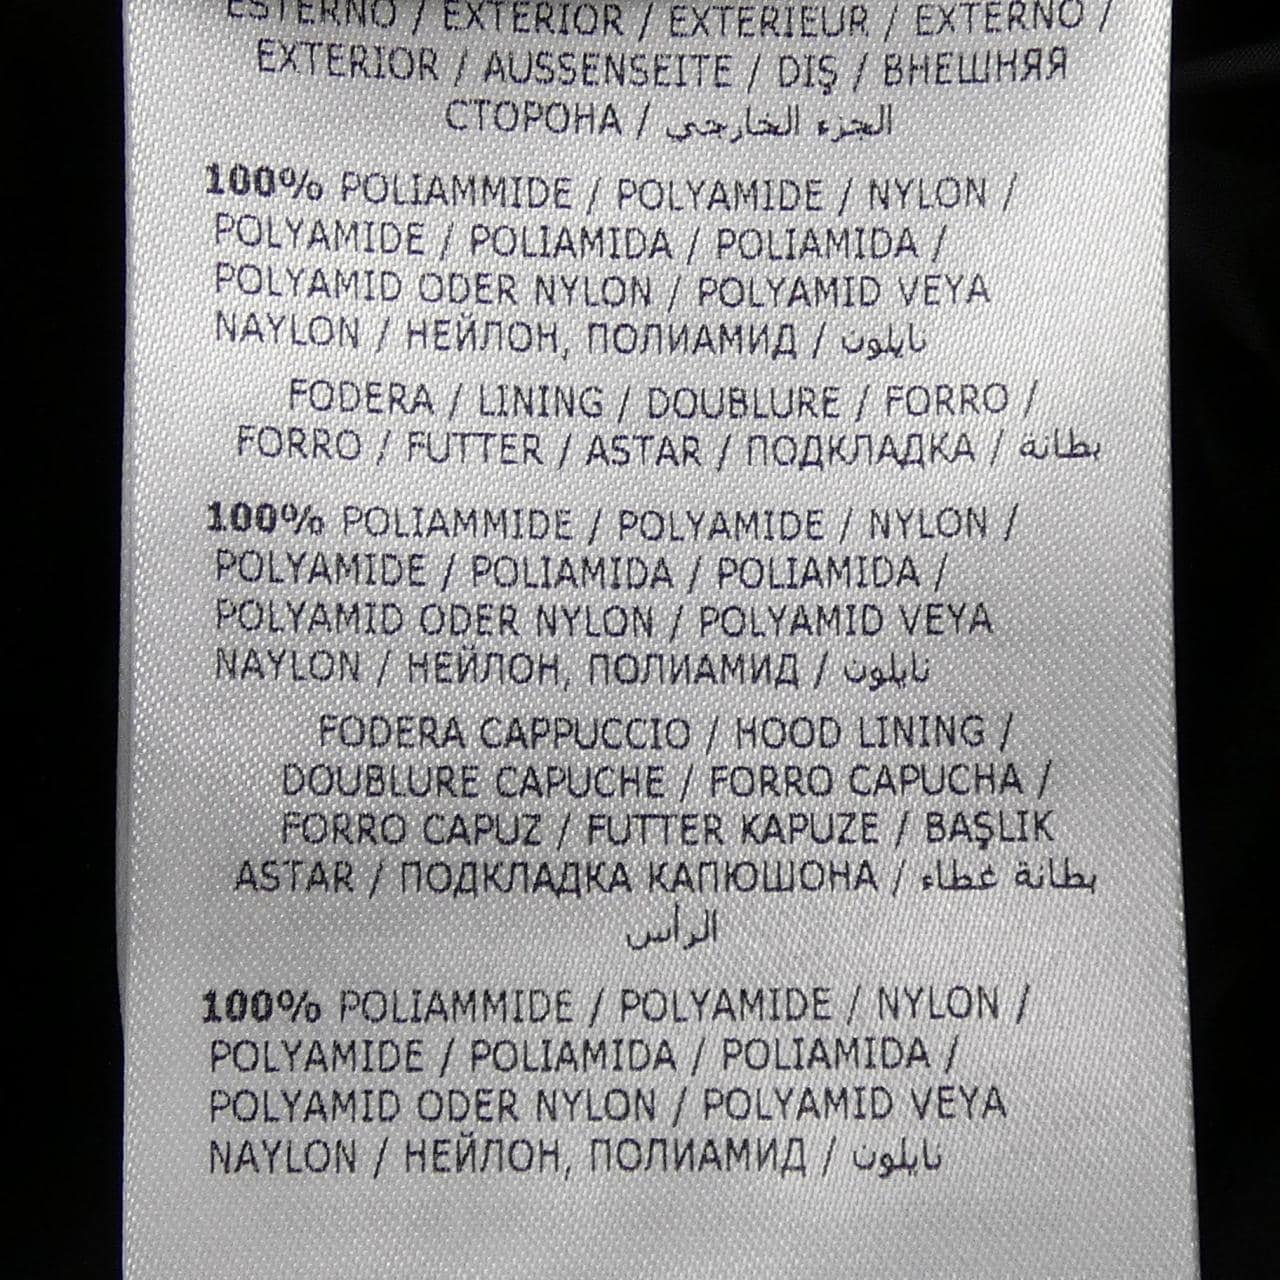 ESTERNO / EXTERIOR / EXTERIEUR / EXTERNO /
EXTERIOR / AUSSENSEITE / DIŞ / ВНЕШНЯЯ
СТОРОНА / الجزء الخارجي
100% POLIAMMIDE / POLYAMIDE / NYLON /
POLYAMIDE / POLIAMIDA / POLIAMIDA /
POLYAMID ODER NYLON / POLYAMID VEYA
NAYLON / НЕЙЛОН, ПОЛИАМИД / نايلون
FODERA / LINING / DOUBLURE / FORRO /
FORRO / FUTTER / ASTAR / ПОДКЛАДКА / بطانة
100% POLIAMMIDE / POLYAMIDE / NYLON /
POLYAMIDE / POLIAMIDA / POLIAMIDA /
POLYAMID ODER NYLON / POLYAMID VEYA
NAYLON / НЕЙЛОН, ПОЛИАМИД / نايلون
FODERA CAPPUCCIO / HOOD LINING /
DOUBLURE CAPUCHE / FORRO CAPUCHA /
FORRO CAPUZ / FUTTER KAPUZE / BAŞLIK
ASTAR / ПОДКЛАДКА КАПЮШОНА / بطانة غطاء
الرأس
100% POLIAMMIDE / POLYAMIDE / NYLON /
POLYAMIDE / POLIAMIDA / POLIAMIDA /
POLYAMID ODER NYLON / POLYAMID VEYA
NAYLON / НЕЙЛОН, ПОЛИАМИД / نايلون